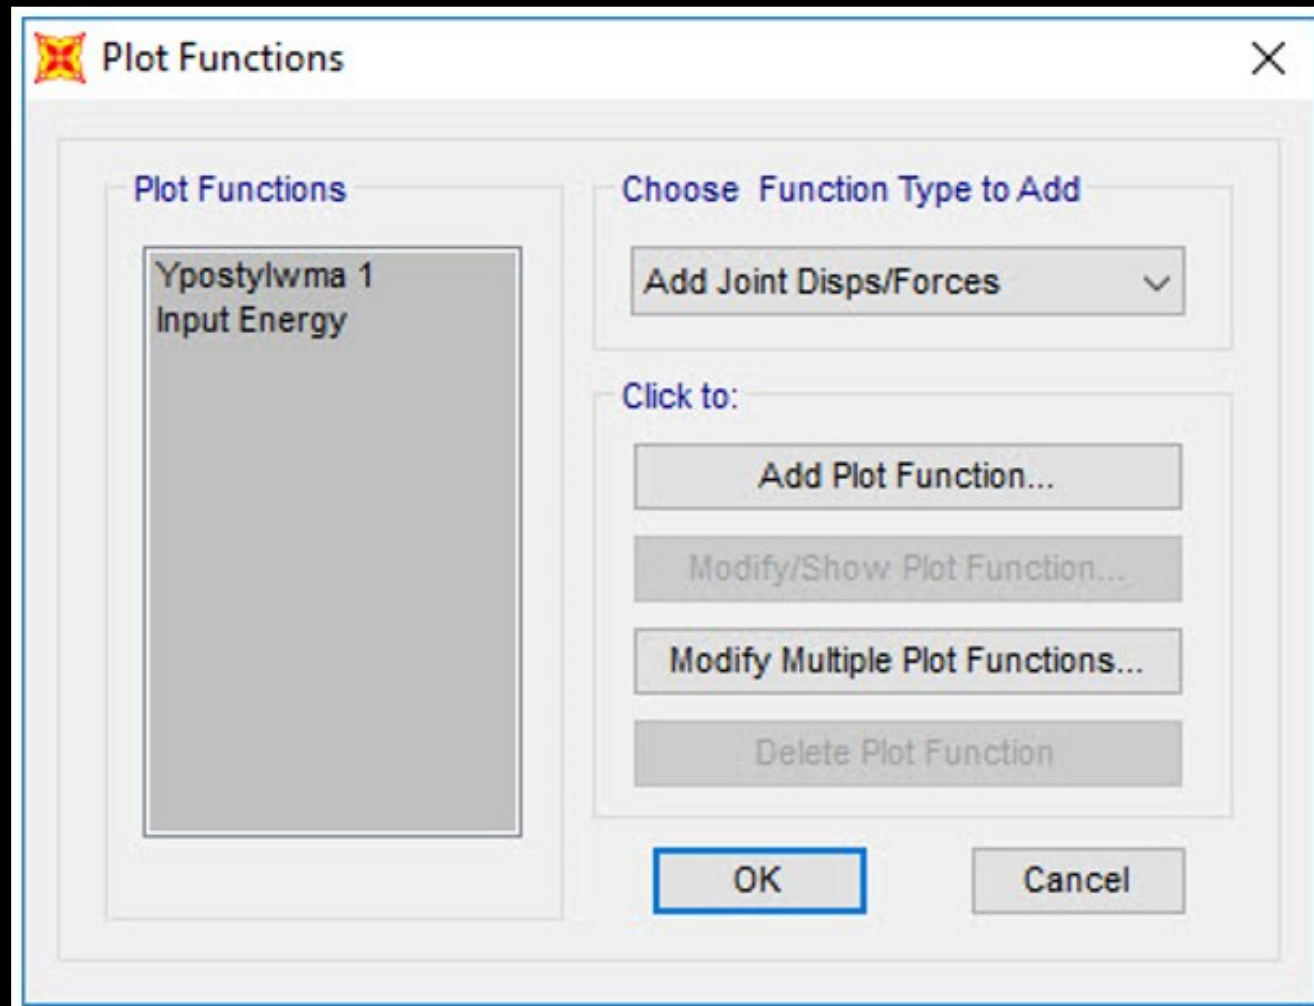 Plot Functions
Plot Functions
Ypostylwma 1
Input Energy
Choose  Function Type to Add
Add Joint Disps/Forces
Click to:
Add Plot Function...
Modify/Show Plot Function...
Modify Multiple Plot Functions...
Delete Plot Function
OK
Cancel